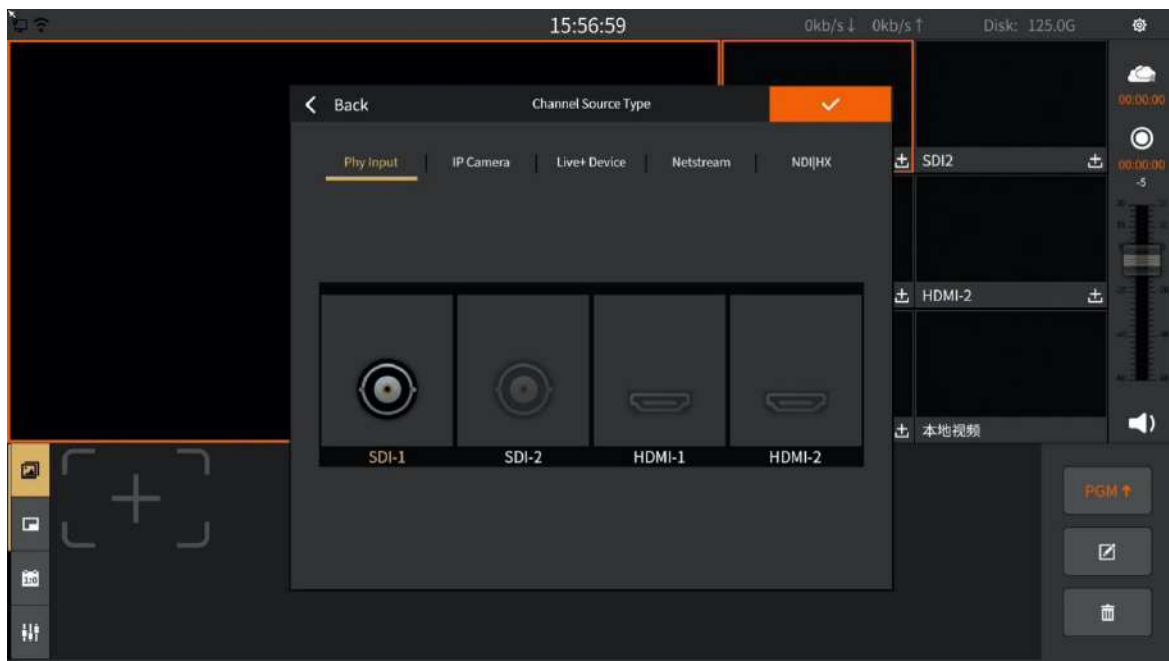 15:56:59 0kb/s↓ 0kb/s↑ Disk: 125.0G
Back Channel Source Type
00:00:00
Phy Input IP Camera Live+ Device Netstream NDI|HX
SDI2
00:00:00
-5
HDMI-2
本地视频
SDI-1 SDI-2 HDMI-1 HDMI-2
PGM↑
1:0